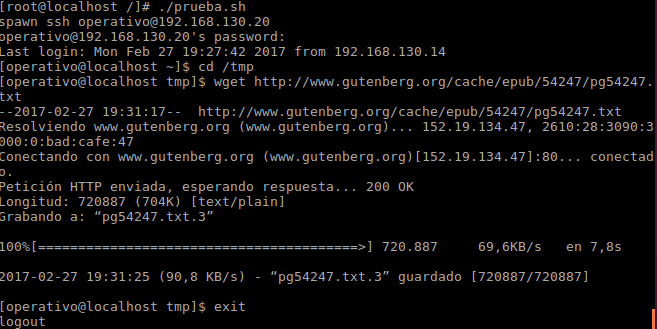 [root@localhost /]# ./prueba.sh
spawn ssh operativo@192.168.130.20
operativo@192.168.130.20's password:
Last login: Mon Feb 27 19:27:42 2017 from 192.168.130.14
[operativo@localhost ~]$ cd /tmp
[operativo@localhost tmp]$ wget http://www.gutenberg.org/cache/epub/54247/pg54247.
txt
--2017-02-27 19:31:17--  http://www.gutenberg.org/cache/epub/54247/pg54247.txt
Resolviendo www.gutenberg.org (www.gutenberg.org)... 152.19.134.47, 2610:28:3090:3
000:0:bad:cafe:47
Conectando con www.gutenberg.org (www.gutenberg.org)[152.19.134.47]:80... conectad
o.
Petición HTTP enviada, esperando respuesta... 200 OK
Longitud: 720887 (704K) [text/plain]
Grabando a: “pg54247.txt.3”
100%[========================================>] 720.887     69,6KB/s   en 7,8s
2017-02-27 19:31:25 (90,8 KB/s) - “pg54247.txt.3” guardado [720887/720887]
[operativo@localhost tmp]$ exit
logout